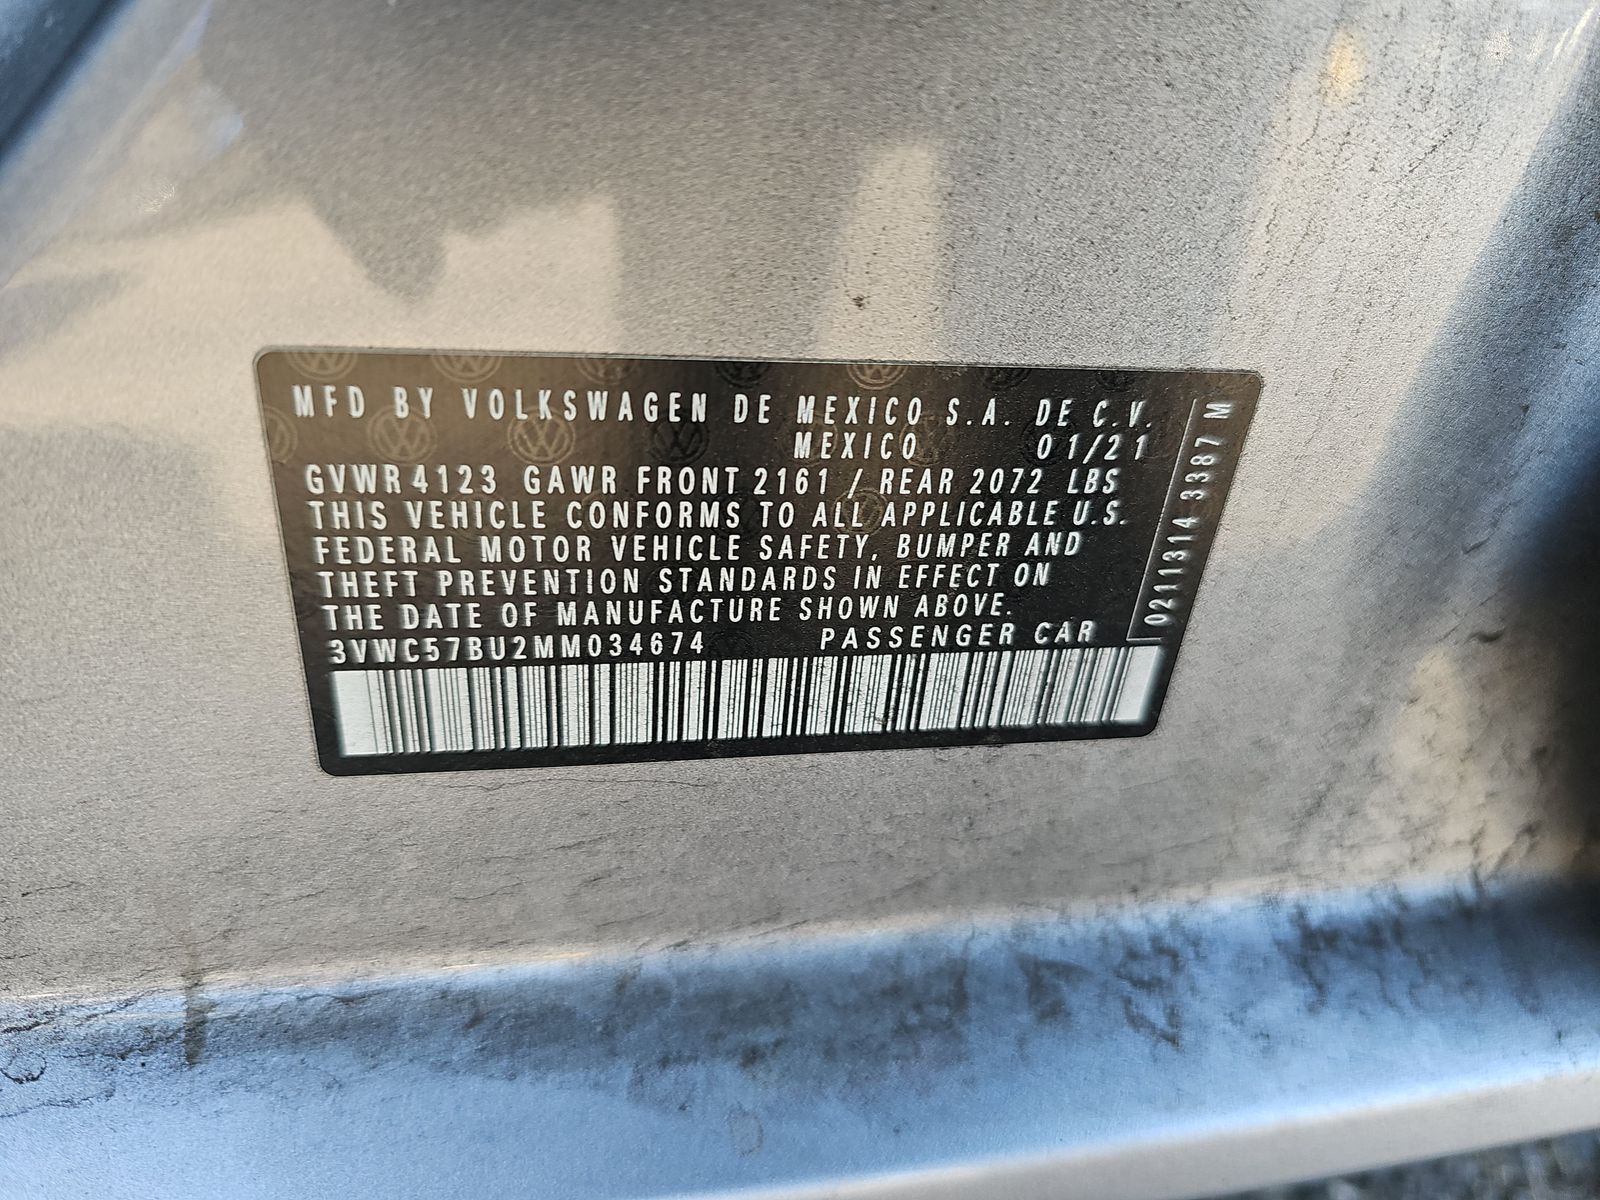 MFD BY VOLKSWAGEN DE MEXICO S.A. DE C.V.
MEXICO 01/21
GVWR 4123 GAWR FRONT 2161 / REAR 2072 LBS
THIS VEHICLE CONFORMS TO ALL APPLICABLE U.S.
FEDERAL MOTOR VEHICLE SAFETY, BUMPER AND
THEFT PREVENTION STANDARDS IN EFFECT ON
THE DATE OF MANUFACTURE SHOWN ABOVE.
3VWC57BU2MM034674 PASSENGER CAR
0211314 3387 M